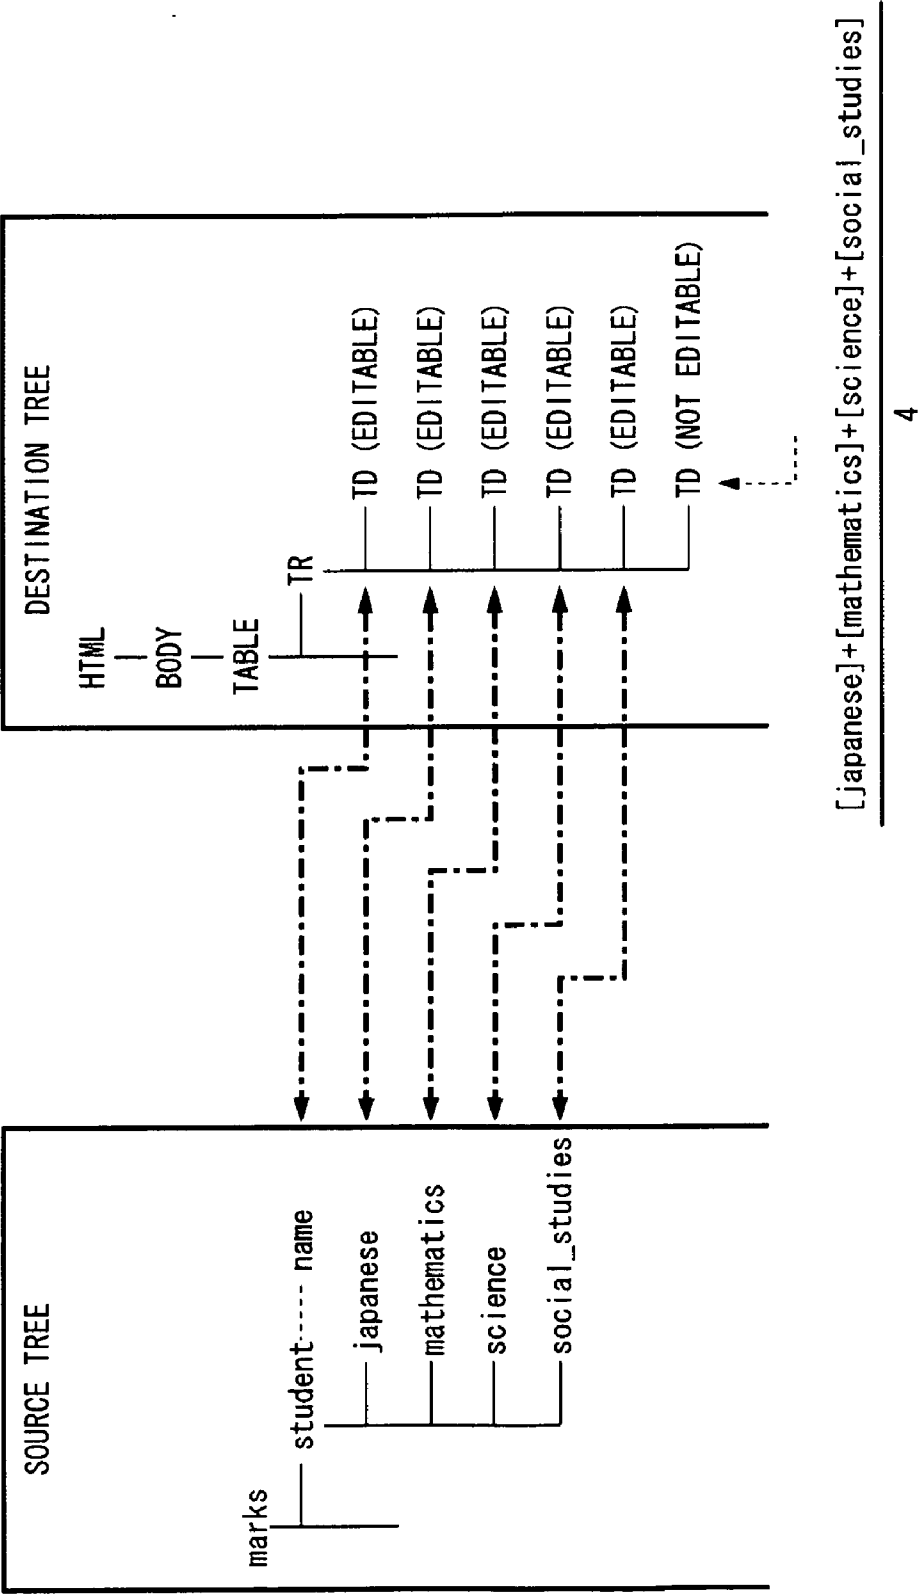 SOURCE TREE
marks
student name
japanese
mathematics
science
social_studies
DESTINATION TREE
HTML
BODY
TABLE
TR
TD (EDITABLE)
TD (EDITABLE)
TD (EDITABLE)
TD (EDITABLE)
TD (EDITABLE)
TD (NOT EDITABLE)
[japanese]+[mathematics]+[science]+[social_studies]
4